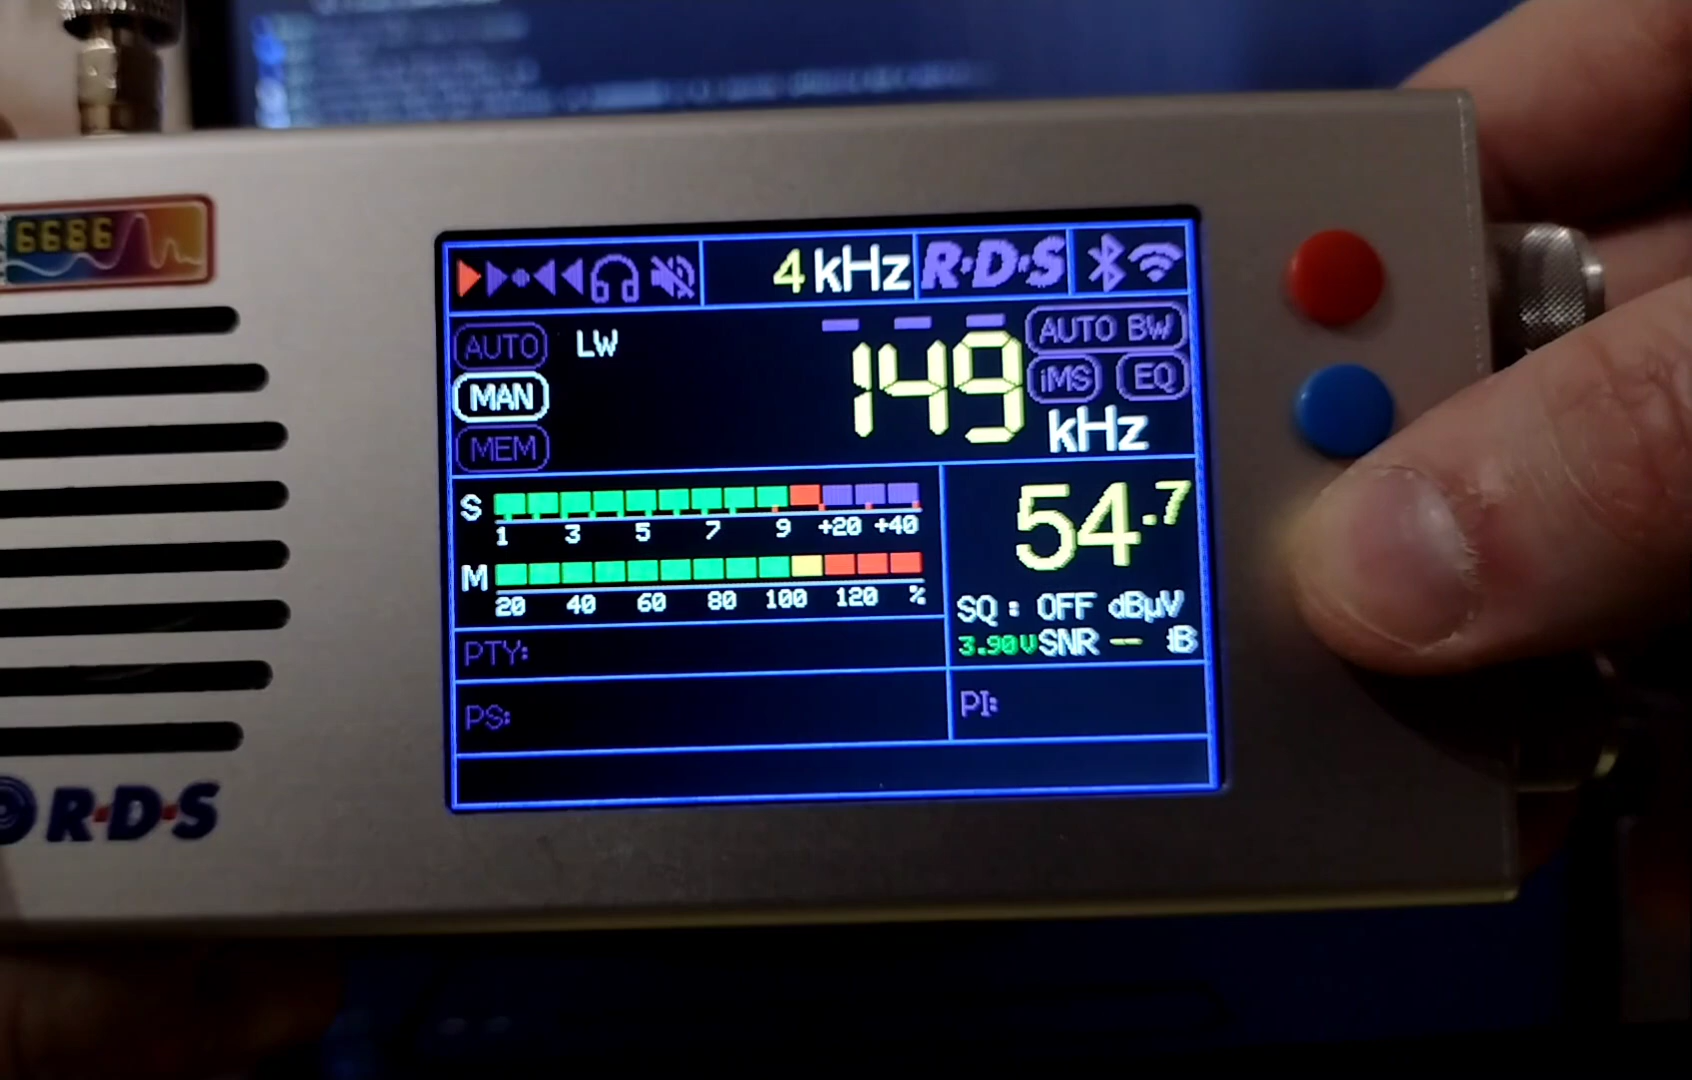 6686
4 kHz R·D·S
AUTO LW 149 kHz AUTO BW
MAN iMS EQ
MEM
S
1 3 5 7 9 +20 +40
M
20 40 60 80 100 120 %
54.7
SQ: OFF dBµV
3.90V SNR -- dB
PTY:
PS: PI:
R·D·S